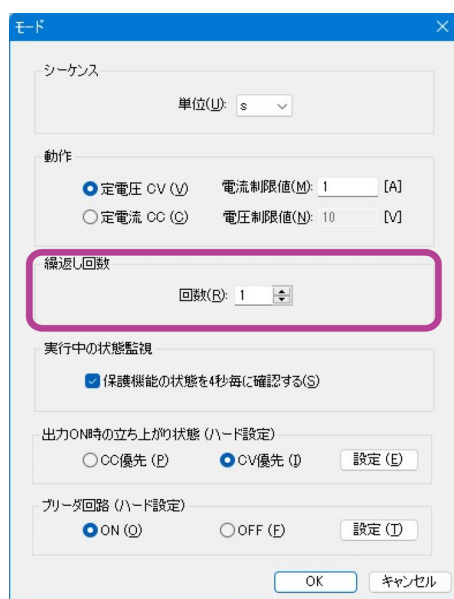 モード
シーケンス
単位(U): s
動作
定電圧 CV (V) 電流制限値(M): 1 [A]
定電流 CC (C) 電圧制限値(N): 10 [V]
繰返し回数
回数(R): 1
実行中の状態監視
保護機能の状態を4秒毎に確認する(S)
出力ON時の立ち上がり状態 (ハード設定)
CC優先 (P) CV優先 (I) 設定 (E)
ブリーダ回路 (ハード設定)
ON (O) OFF (F) 設定 (T)
OK キャンセル